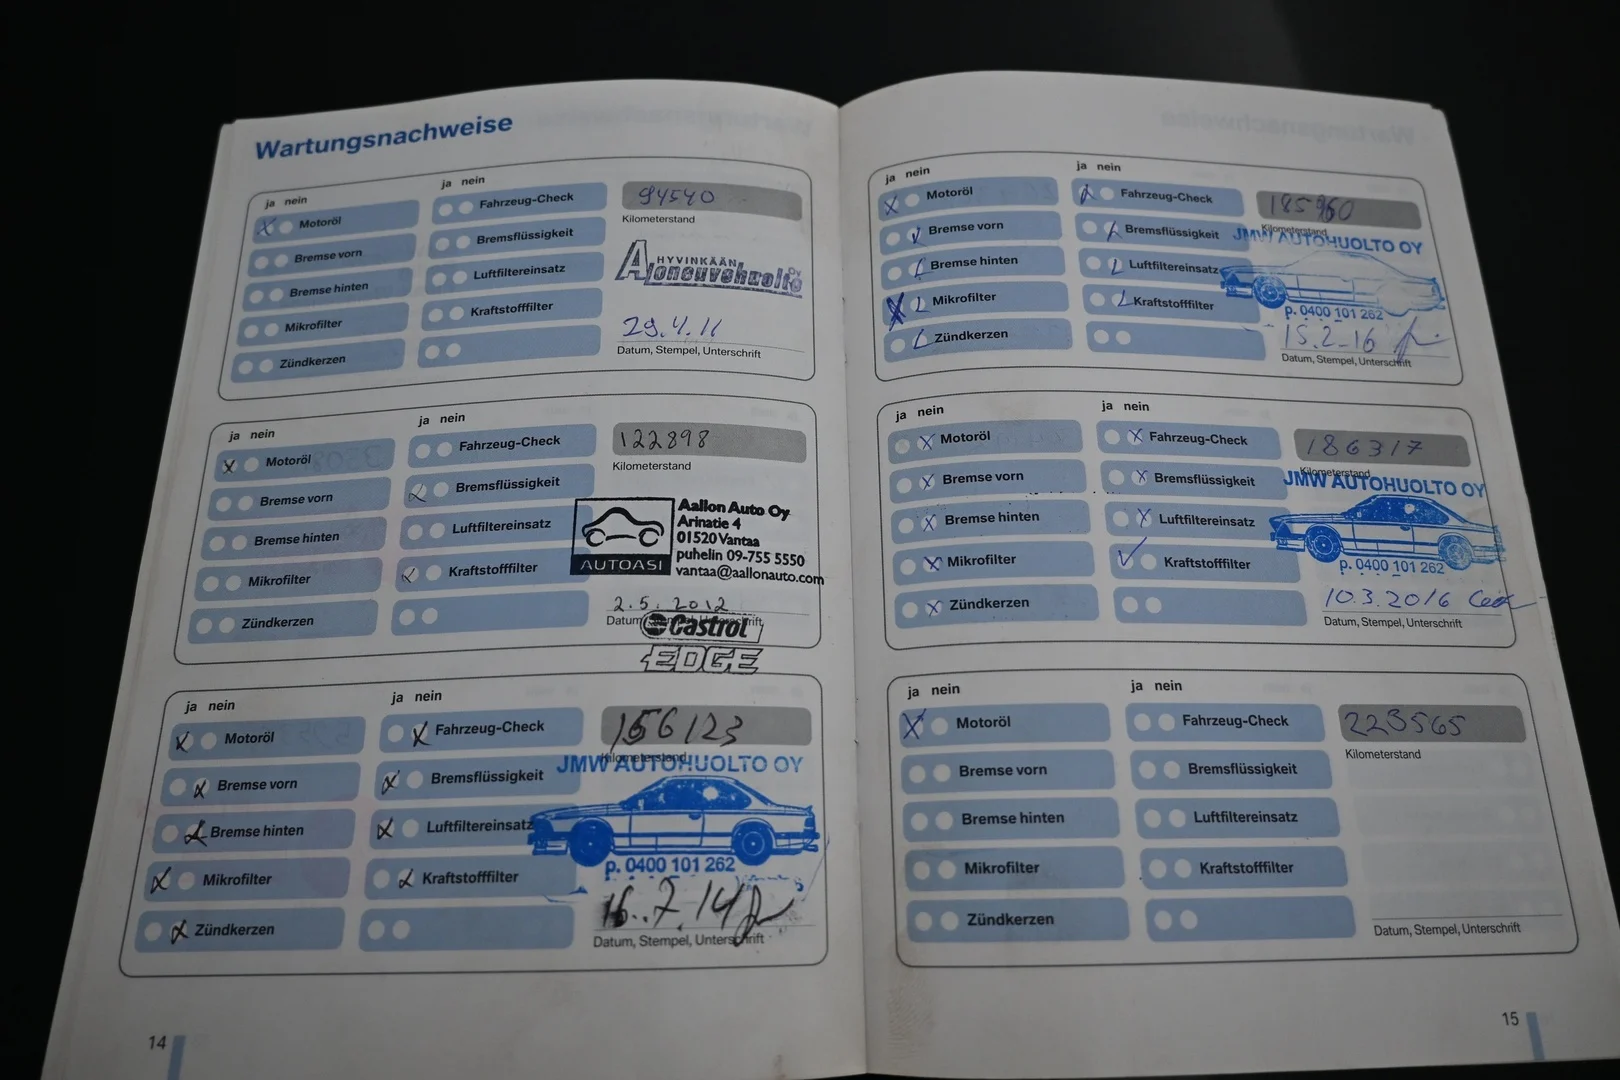 Wartungsnachweise
ja nein
ja nein
Motoröl
Fahrzeug-Check
94540
Kilometerstand
Bremse vorn
Bremsflüssigkeit
HYVINKÄÄN
Ajoneuvohuolto OY
Bremse hinten
Luftfiltereinsatz
Mikrofilter
Kraftstofffilter
29.4.11
Zündkerzen
Datum, Stempel, Unterschrift
ja nein
ja nein
Motoröl
Fahrzeug-Check
122898
Kilometerstand
Bremse vorn
Bremsflüssigkeit
Aallon Auto Oy
Arinatie 4
01520 Vantaa
puhelin 09-755 5550
vantaa@aallonauto.com
AUTOASI
Bremse hinten
Luftfiltereinsatz
Mikrofilter
Kraftstofffilter
2.5.2012
Zündkerzen
Datum, Stempel, Unterschrift
Castrol
EDGE
ja nein
ja nein
Motoröl
Fahrzeug-Check
156123
Kilometerstand
JMW AUTOHUOLTO OY
Bremse vorn
Bremsflüssigkeit
Bremse hinten
Luftfiltereinsatz
p. 0400 101 262
Mikrofilter
Kraftstofffilter
16.7.14
Zündkerzen
Datum, Stempel, Unterschrift
14
ja nein
ja nein
Motoröl
Fahrzeug-Check
185960
Kilometerstand
JMW AUTOHUOLTO OY
Bremse vorn
Bremsflüssigkeit
Bremse hinten
Luftfiltereinsatz
p. 0400 101 262
Mikrofilter
Kraftstofffilter
15.2-16
Zündkerzen
Datum, Stempel, Unterschrift
ja nein
ja nein
Motoröl
Fahrzeug-Check
186317
Kilometerstand
JMW AUTOHUOLTO OY
Bremse vorn
Bremsflüssigkeit
Bremse hinten
Luftfiltereinsatz
p. 0400 101 262
Mikrofilter
Kraftstofffilter
10.3.2016
Zündkerzen
Datum, Stempel, Unterschrift
ja nein
ja nein
Motoröl
Fahrzeug-Check
223565
Kilometerstand
Bremse vorn
Bremsflüssigkeit
Bremse hinten
Luftfiltereinsatz
Mikrofilter
Kraftstofffilter
Zündkerzen
Datum, Stempel, Unterschrift
15